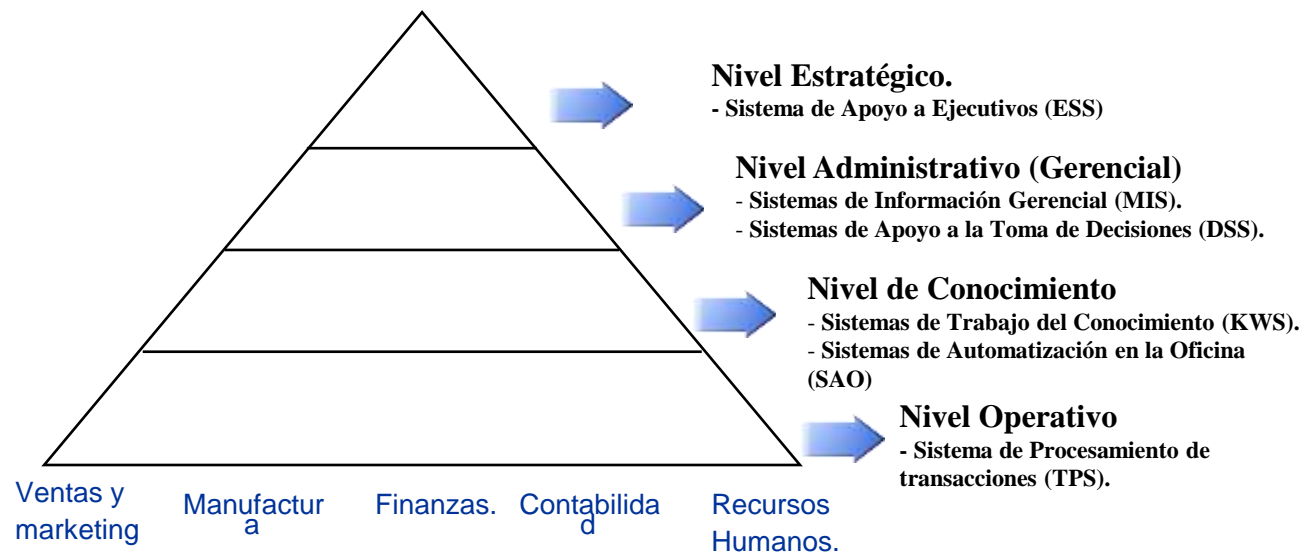 Nivel Estratégico.
- Sistema de Apoyo a Ejecutivos (ESS)
Nivel Administrativo (Gerencial)
- Sistemas de Información Gerencial (MIS).
- Sistemas de Apoyo a la Toma de Decisiones (DSS).
Nivel de Conocimiento
- Sistemas de Trabajo del Conocimiento (KWS).
- Sistemas de Automatización en la Oficina
(SAO)
Nivel Operativo
- Sistema de Procesamiento de
transacciones (TPS).
Ventas y
marketing
Manufactur
a
Finanzas.
Contabilida
d
Recursos
Humanos.